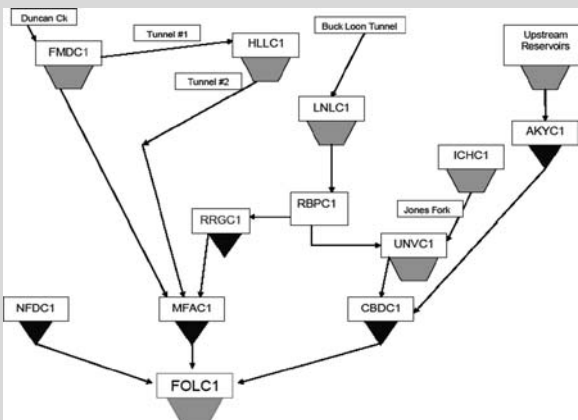 Duncan Ck
Tunnel #1
FMDC1
HLLC1
Buck Loon Tunnel
Upstream
Reservoirs
Tunnel #2
LNLC1
AKYC1
ICHC1
RBPC1
RRGC1
Jones Fork
UNVC1
NFDC1
MFAC1
CBDC1
FOLC1